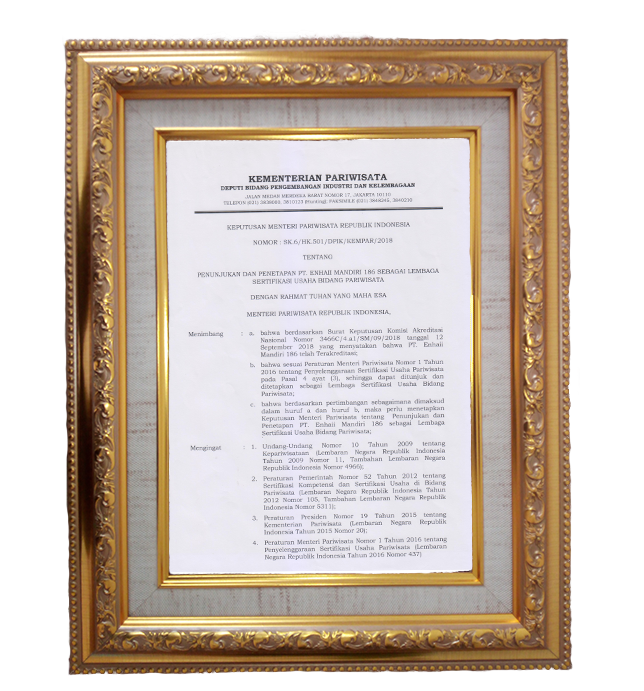 KEMENTERIAN PARIWISATA
DEPUTI BIDANG PENGEMBANGAN INDUSTRI DAN KELEMBAGAAN
JALAN MEDAN MERDEKA BARAT NOMOR 17, JAKARTA 10110
TELEPON (021) 3838000, 3810123 (Hunting), FAKSIMILE (021) 3848245, 3840210
KEPUTUSAN MENTERI PARIWISATA REPUBLIK INDONESIA
NOMOR : SK.6/HK.501/DPIK/KEMPAR/2018
TENTANG
PENUNJUKAN DAN PENETAPAN PT. ENHAII MANDIRI 186 SEBAGAI LEMBAGA
SERTIFIKASI USAHA BIDANG PARIWISATA
DENGAN RAHMAT TUHAN YANG MAHA ESA
MENTERI PARIWISATA REPUBLIK INDONESIA,
Menimbang : a. bahwa berdasarkan Surat Keputusan Komisi Akreditasi
Nasional Nomor 3466C/4.a1/SM/09/2018 tanggal 12
September 2018 yang menyatakan bahwa PT. Enhaii
Mandiri 186 telah Terakreditasi;
b. bahwa sesuai Peraturan Menteri Pariwisata Nomor 1 Tahun
2016 tentang Penyelenggaraan Sertifikasi Usaha Pariwisata
pada Pasal 4 ayat (3), sehingga dapat ditunjuk dan
ditetapkan sebagai Lembaga Sertifikasi Usaha Bidang
Pariwisata;
c. bahwa berdasarkan pertimbangan sebagaimana dimaksud
dalam huruf a dan huruf b, maka perlu menetapkan
Keputusan Menteri Pariwisata tentang Penunjukan dan
Penetapan PT. Enhaii Mandiri 186 sebagai Lembaga
Sertifikasi Usaha Bidang Pariwisata;
Mengingat : 1. Undang-Undang Nomor 10 Tahun 2009 tentang
Kepariwisataan (Lembaran Negara Republik Indonesia
Tahun 2009 Nomor 11, Tambahan Lembaran Negara
Republik Indonesia Nomor 4966);
2. Peraturan Pemerintah Nomor 52 Tahun 2012 tentang
Sertifikasi Kompetensi dan Sertifikasi Usaha di Bidang
Pariwisata (Lembaran Negara Republik Indonesia Tahun
2012 Nomor 105, Tambahan Lembaran Negara Republik
Indonesia Nomor 5311);
3. Peraturan Presiden Nomor 19 Tahun 2015 tentang
Kementerian Pariwisata (Lembaran Negara Republik
Indonesia Tahun 2015 Nomor 20);
4. Peraturan Menteri Pariwisata Nomor 1 Tahun 2016 tentang
Penyelenggaraan Sertifikasi Usaha Pariwisata (Lembaran
Negara Republik Indonesia Tahun 2016 Nomor 437)